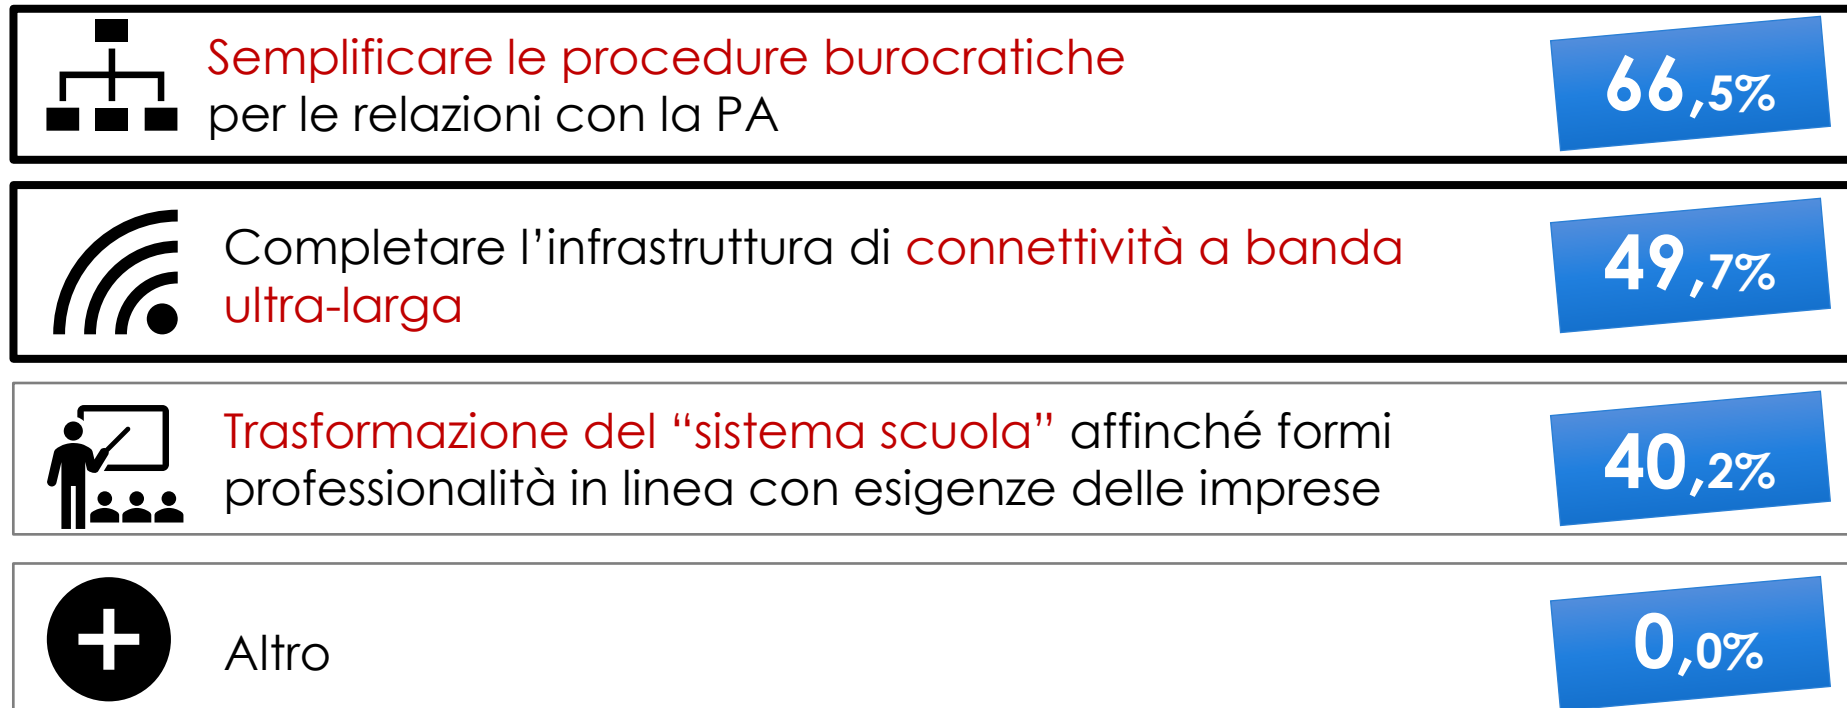 Semplificare le procedure burocratiche
per le relazioni con la PA
66,5%
Completare l’infrastruttura di connettività a banda
ultra-larga
49,7%
Trasformazione del “sistema scuola” affinché formi
professionalità in linea con esigenze delle imprese
40,2%
Altro
0,0%